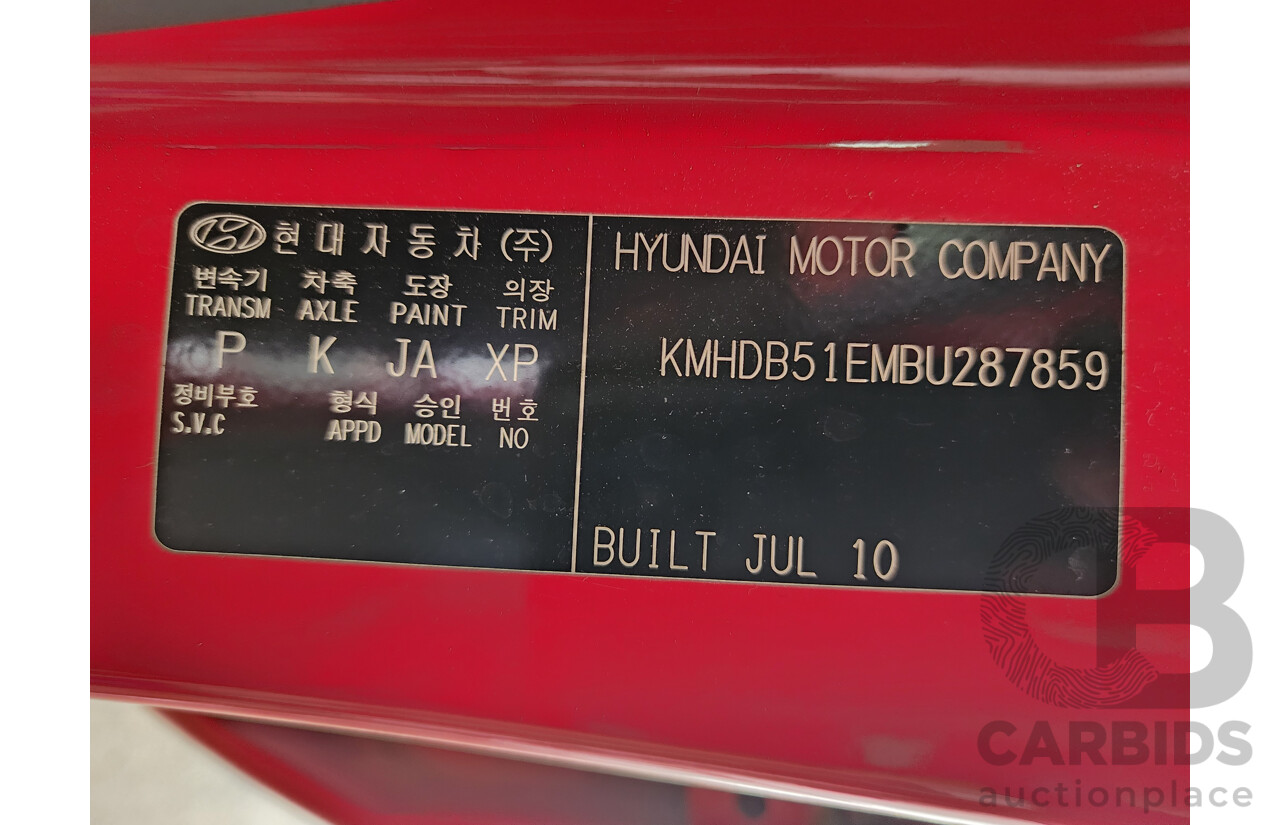 현대자동차(주)
변속기 차축 도장 의장
TRANSM AXLE PAINT TRIM
P K JA XP
정비부호 형식 승인 번호
S.V.C APPD MODEL NO
HYUNDAI MOTOR COMPANY
KMHDB51EMBU287859
BUILT JUL 10
CB
CARBIDS
auctionplace